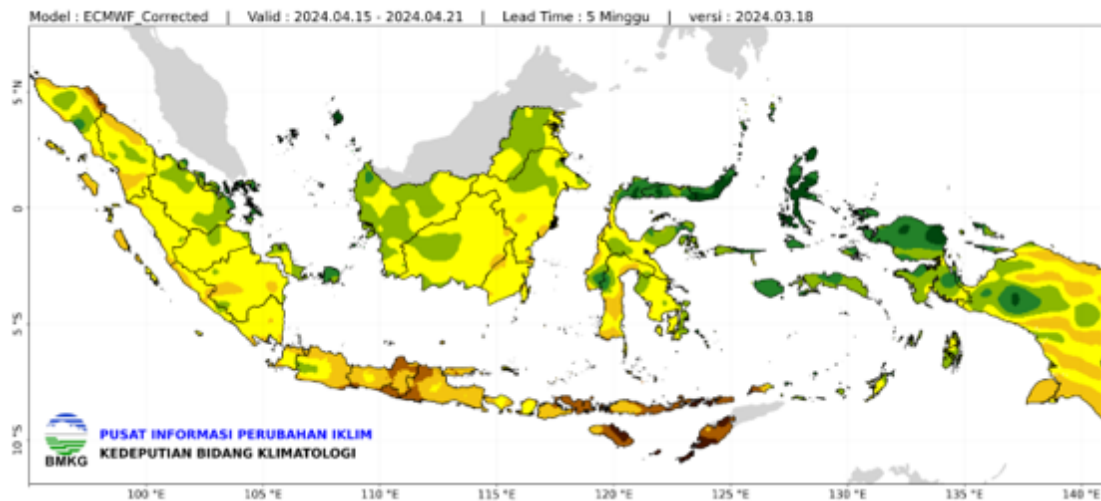 Model : ECMWF_Corrected | Valid : 2024.04.15 - 2024.04.21 | Lead Time : 5 Minggu | versi : 2024.03.18
5 °N
0
5 °S
10 °S
BMKG
PUSAT INFORMASI PERUBAHAN IKLIM
KEDEPUTIAN BIDANG KLIMATOLOGI
100 °E 105 °E 110 °E 115 °E 120 °E 125 °E 130 °E 135 °E 140 °E